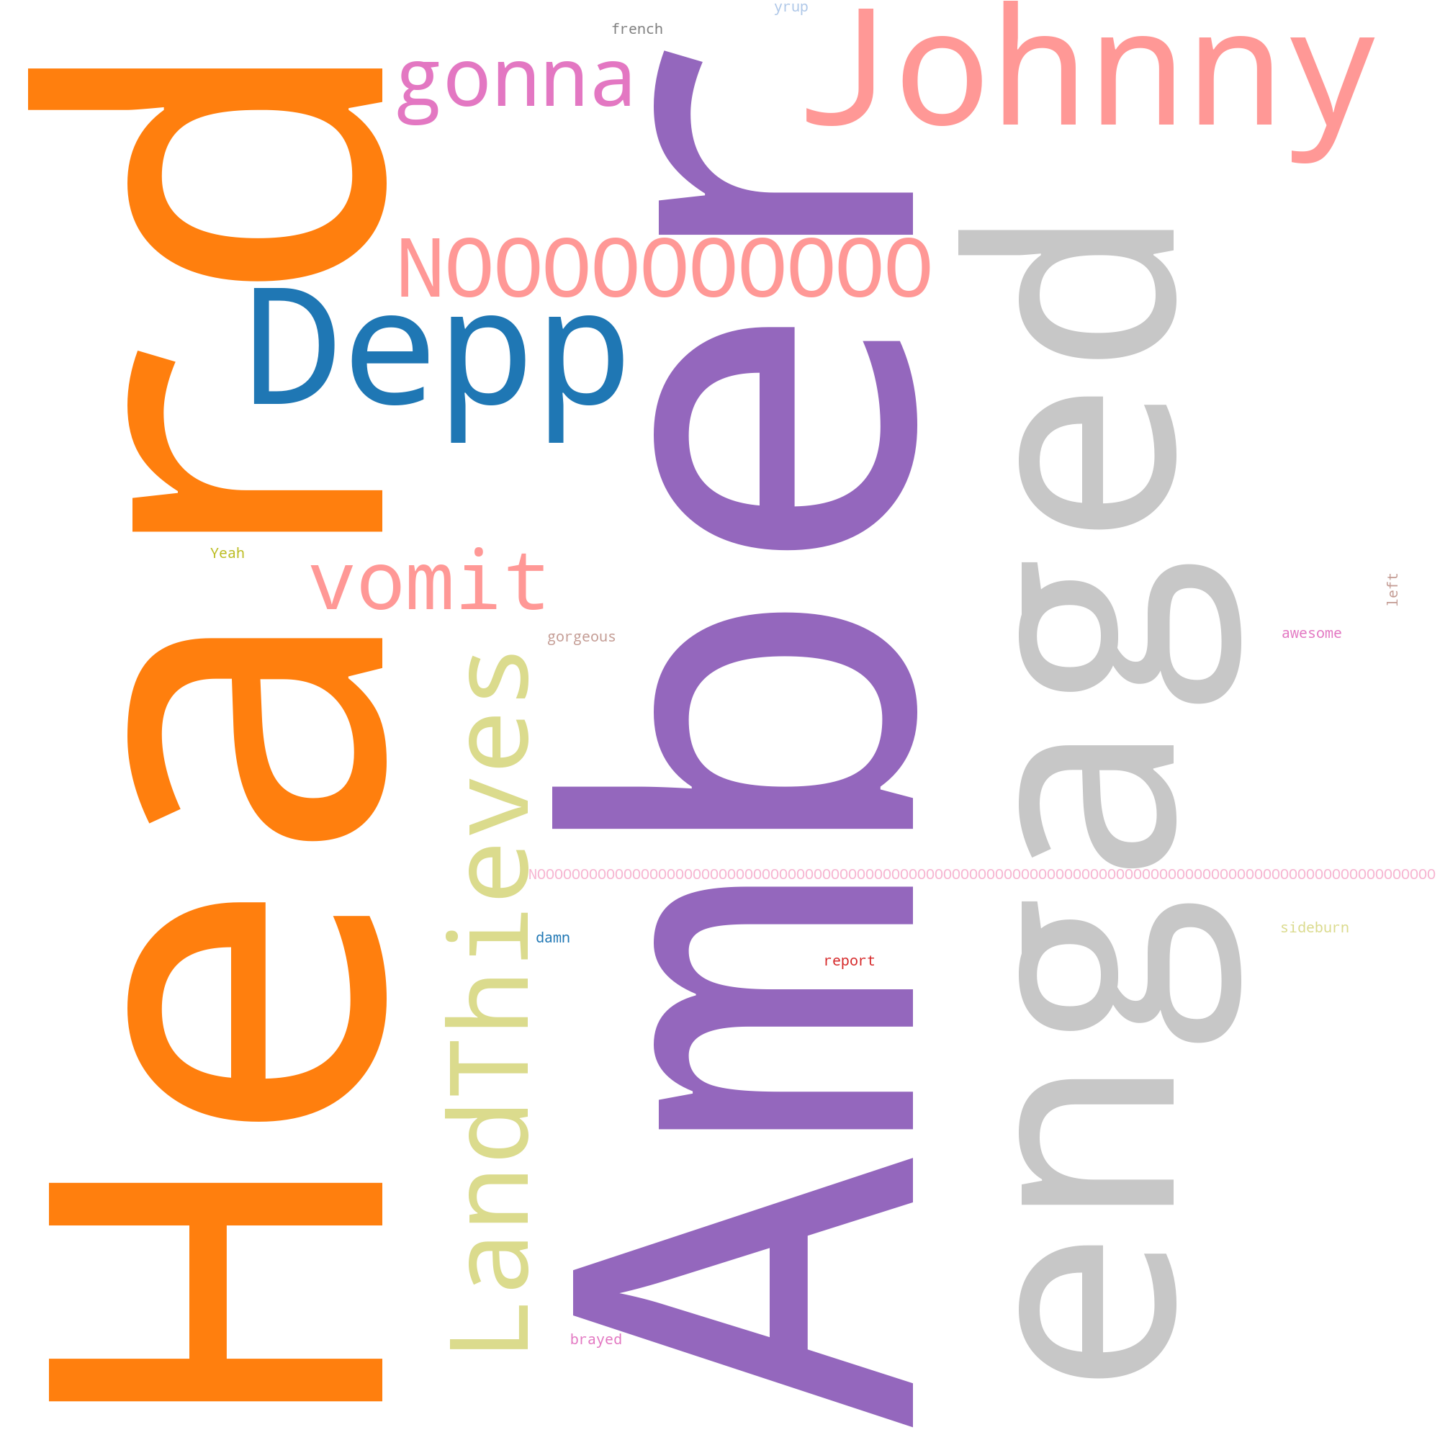 yrup
french
Johnny
gonna
NOOOOOOOOOO
Depp
Heard
Amber
engaged
Yeah
vomit
left
gorgeous
awesome
LandThieves
sideburn
damn
report
brayed